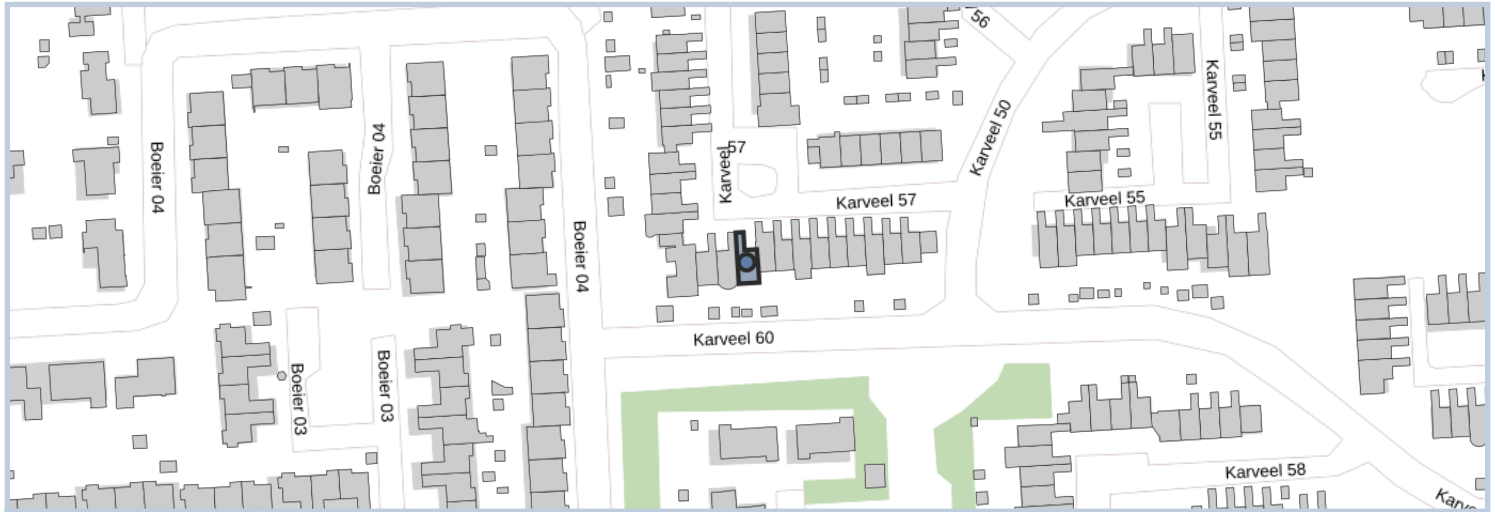 56
Karveel 55
Karveel 50
Boeier 04
Boeier 04
Karveel
57
Karveel 57
Karveel 55
Boeier 04
Karveel 60
Boeier 03
Boeier 03
Karveel 58